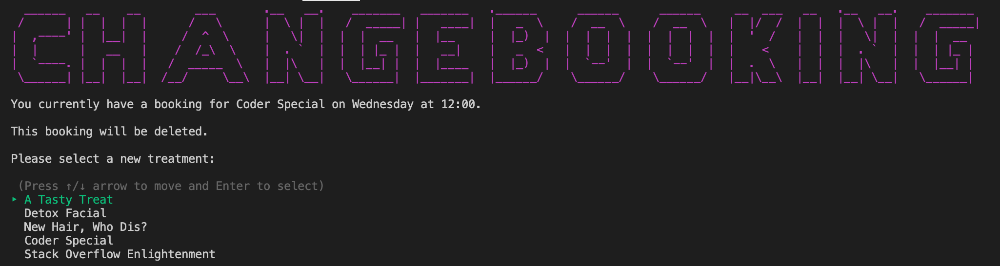 CHANGEBOOKING
You currently have a booking for Coder Special on Wednesday at 12:00.
This booking will be deleted.
Please select a new treatment:
(Press ↑/↓ arrow to move and Enter to select)
‣ A Tasty Treat
Detox Facial
New Hair, Who Dis?
Coder Special
Stack Overflow Enlightenment